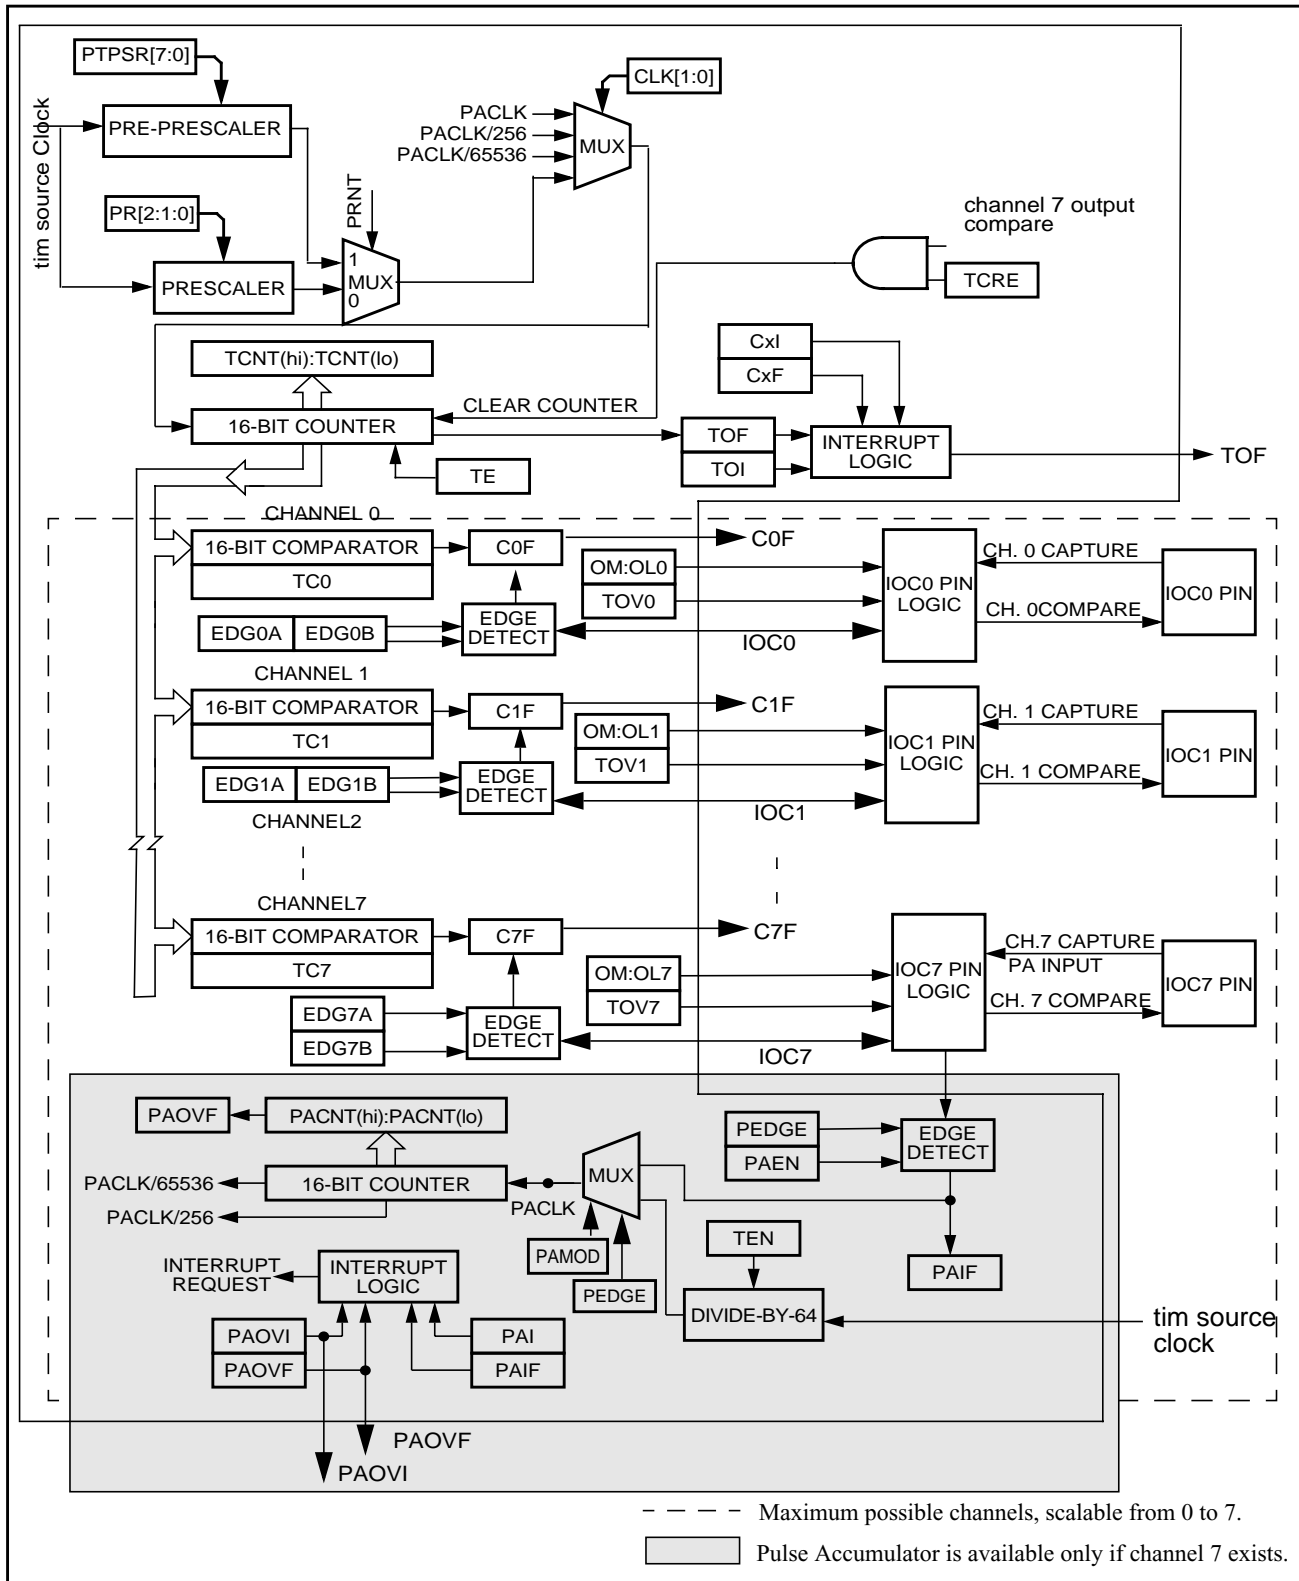 PTPSR[7:0]
CLK[1:0]
tim source Clock
PRE-PRESCALER
PACLK
PACLK/256
PACLK/65536
MUX
PR[2:1:0]
PRNT
channel 7 output
compare
PRESCALER
1
MUX
0
TCRE
TCNT(hi):TCNT(lo)
CxI
CxF
CLEAR COUNTER
16-BIT COUNTER
TOF
TOI
INTERRUPT
LOGIC
TOF
TE
CHANNEL 0
16-BIT COMPARATOR
TC0
C0F
C0F
OM:OL0
TOV0
IOC0 PIN
LOGIC
CH. 0 CAPTURE
CH. 0COMPARE
IOC0 PIN
EDG0A
EDG0B
EDGE
DETECT
IOC0
CHANNEL 1
16-BIT COMPARATOR
TC1
C1F
C1F
OM:OL1
TOV1
IOC1 PIN
LOGIC
CH. 1 CAPTURE
CH. 1 COMPARE
IOC1 PIN
EDG1A
EDG1B
EDGE
DETECT
IOC1
CHANNEL2
CHANNEL7
16-BIT COMPARATOR
TC7
C7F
C7F
OM:OL7
TOV7
IOC7 PIN
LOGIC
CH.7 CAPTURE
PA INPUT
CH. 7 COMPARE
IOC7 PIN
EDG7A
EDG7B
EDGE
DETECT
IOC7
PAOVF
PACNT(hi):PACNT(lo)
PEDGE
PAEN
EDGE
DETECT
MUX
PACLK/65536
16-BIT COUNTER
PACLK
PACLK/256
TEN
PAMOD
INTERRUPT
REQUEST
INTERRUPT
LOGIC
PAIF
PEDGE
DIVIDE-BY-64
tim source
clock
PAOVI
PAOVF
PAI
PAIF
PAOVF
PAOVI
Maximum possible channels, scalable from 0 to 7.
Pulse Accumulator is available only if channel 7 exists.